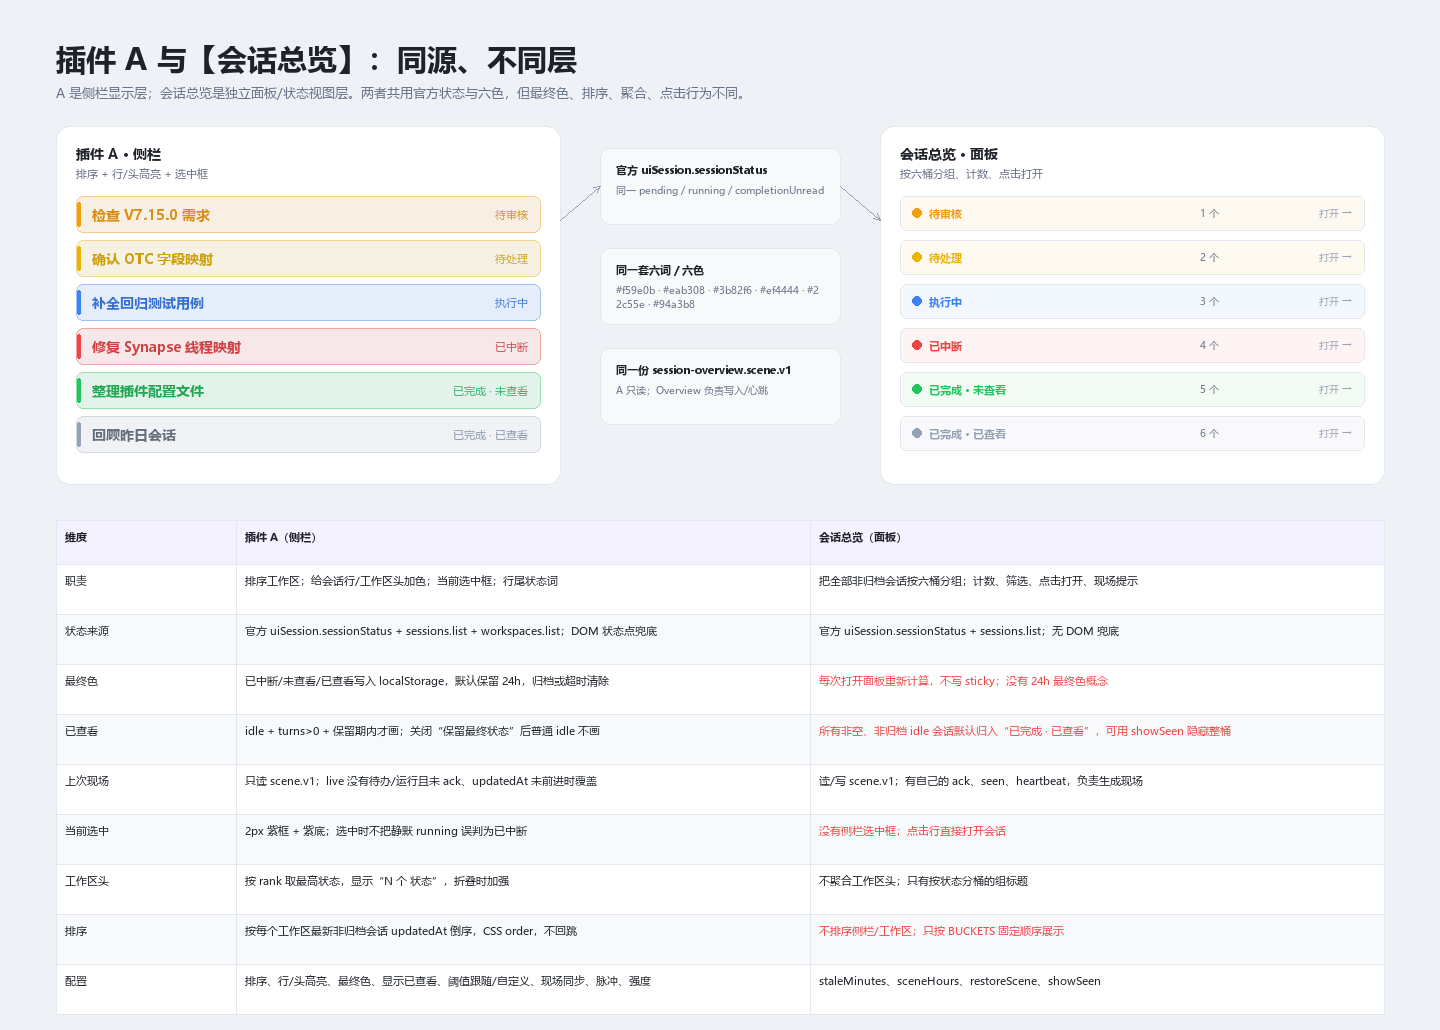 插件 A 与【会话总览】：同源、不同层
A 是侧栏显示层；会话总览是独立面板/状态视图层。两者共用官方状态与六色，但最终色、排序、聚合、点击行为不同。
插件 A • 侧栏
排序 + 行/头高亮 + 选中框
检查 V7.15.0 需求 待审核
确认 OTC 字段映射 待处理
补全回归测试用例 执行中
修复 Synapse 线程映射 已中断
整理插件配置文件 已完成 · 未查看
回顾昨日会话 已完成 · 已查看
官方 uiSession.sessionStatus
同一 pending / running / completionUnread
同一套六词 / 六色
#f59e0b · #eab308 · #3b82f6 · #ef4444 · #2
2c55e · #94a3b8
同一份 session-overview.scene.v1
A 只读；Overview 负责写入/心跳
会话总览 • 面板
按六桶分组、计数、点击打开
待审核 1 个 打开 →
待处理 2 个 打开 →
执行中 3 个 打开 →
已中断 4 个 打开 →
已完成 • 未查看 5 个 打开 →
已完成 • 已查看 6 个 打开 →
维度 插件 A（侧栏） 会话总览（面板）
职责 排序工作区；给会话行/工作区头加色；当前选中框；行尾状态词 把全部非归档会话按六桶分组；计数、筛选、点击打开、现场提示
状态来源 官方 uiSession.sessionStatus + sessions.list + workspaces.list；DOM 状态点兜底 官方 uiSession.sessionStatus + sessions.list；无 DOM 兜底
最终色 已中断/未查看/已查看写入 localStorage，默认保留 24h，归档或超时清除 每次打开面板重新计算，不写 sticky；没有 24h 最终色概念
已查看 idle + turns>0 + 保留期内才画；关闭“保留最终状态”后普通 idle 不画 所有非空、非归档 idle 会话默认归入“已完成 · 已查看”，可用 showSeen 隐藏整桶
上次现场 只读 scene.v1；live 没有待办/运行且未 ack、updatedAt 未前进时覆盖 读/写 scene.v1；有自己的 ack、seen、heartbeat，负责生成现场
当前选中 2px 紫框 + 紫底；选中时不把静默 running 误判为已中断 没有侧栏选中框；点击行直接打开会话
工作区头 按 rank 取最高状态，显示“N 个 状态”，折叠时加强 不聚合工作区头；只有按状态分桶的组标题
排序 按每个工作区最新非归档会话 updatedAt 倒序，CSS order，不回跳 不排序侧栏/工作区；只按 BUCKETS 固定顺序展示
配置 排序、行/头高亮、最终色、显示已查看、阈值跟随/自定义、现场同步、脉冲、强度 staleMinutes、sceneHours、restoreScene、showSeen